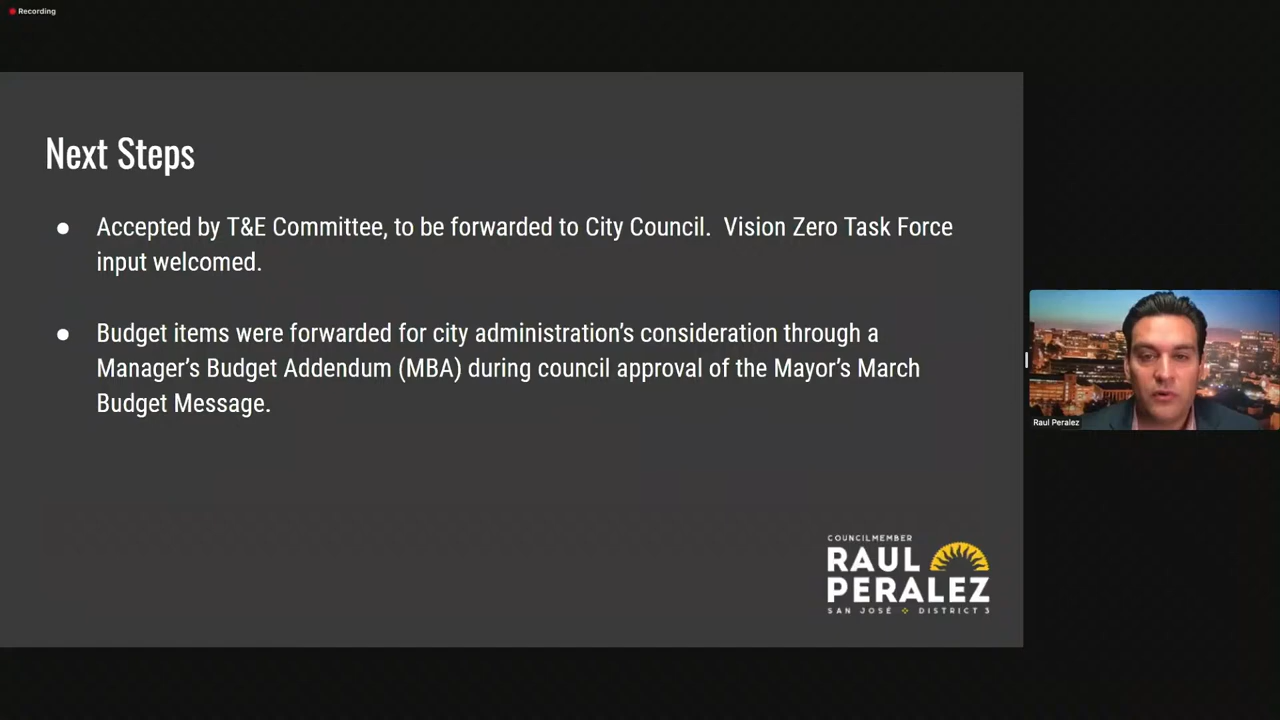 Recording
Next Steps
● Accepted by T&E Committee, to be forwarded to City Council.  Vision Zero Task Force
input welcomed.
● Budget items were forwarded for city administration’s consideration through a
Manager’s Budget Addendum (MBA) during council approval of the Mayor’s March
Budget Message.
Raul Peralez
COUNCILMEMBER
RAUL
PERALEZ
SAN JOSÉ DISTRICT 3